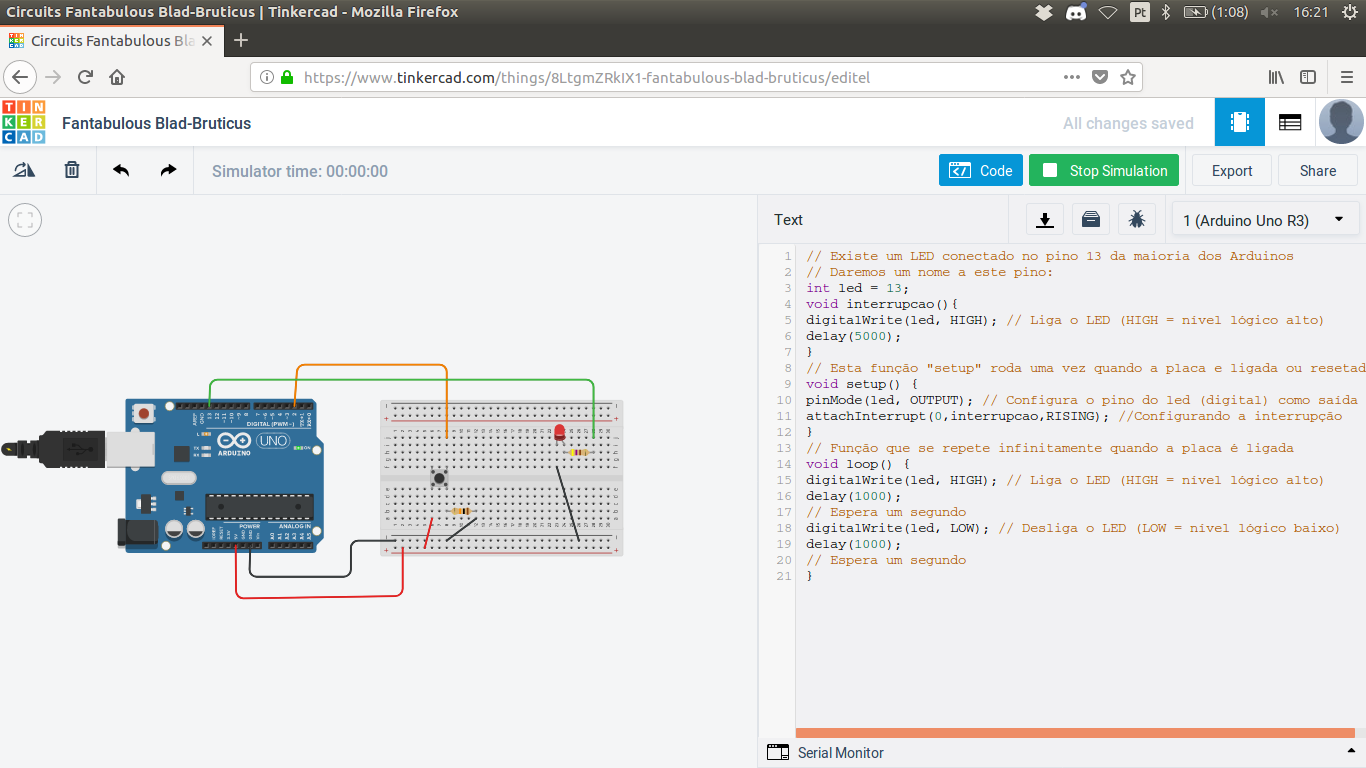 Circuits Fantabulous Blad-Bruticus | Tinkercad - Mozilla Firefox
Pt
(1:08)
16:21
Circuits Fantabulous Bla
https://www.tinkercad.com/things/8LtgmZRkIX1-fantabulous-blad-bruticus/editel
TIN
KER
CAD
Fantabulous Blad-Bruticus
All changes saved
Simulator time: 00:00:00
Code
Stop Simulation
Export
Share
Text
1 (Arduino Uno R3)
1 // Existe um LED conectado no pino 13 da maioria dos Arduinos
2 // Daremos um nome a este pino:
3 int led = 13;
4 void interrupcao(){
5 digitalWrite(led, HIGH); // Liga o LED (HIGH = nível lógico alto)
6 delay(5000);
7 }
8 // Esta função "setup" roda uma vez quando a placa e ligada ou resetad
9 void setup() {
10 pinMode(led, OUTPUT); // Configura o pino do led (digital) como saída
11 attachInterrupt(0,interrupcao,RISING); //Configurando a interrupção
12 }
13 // Função que se repete infinitamente quando a placa é ligada
14 void loop() {
15 digitalWrite(led, HIGH); // Liga o LED (HIGH = nível lógico alto)
16 delay(1000);
17 // Espera um segundo
18 digitalWrite(led, LOW); // Desliga o LED (LOW = nível lógico baixo)
19 delay(1000);
20 // Espera um segundo
21 }
DIGITAL (PWM~)
UNO
ARDUINO
POWER
ANALOG IN
Serial Monitor